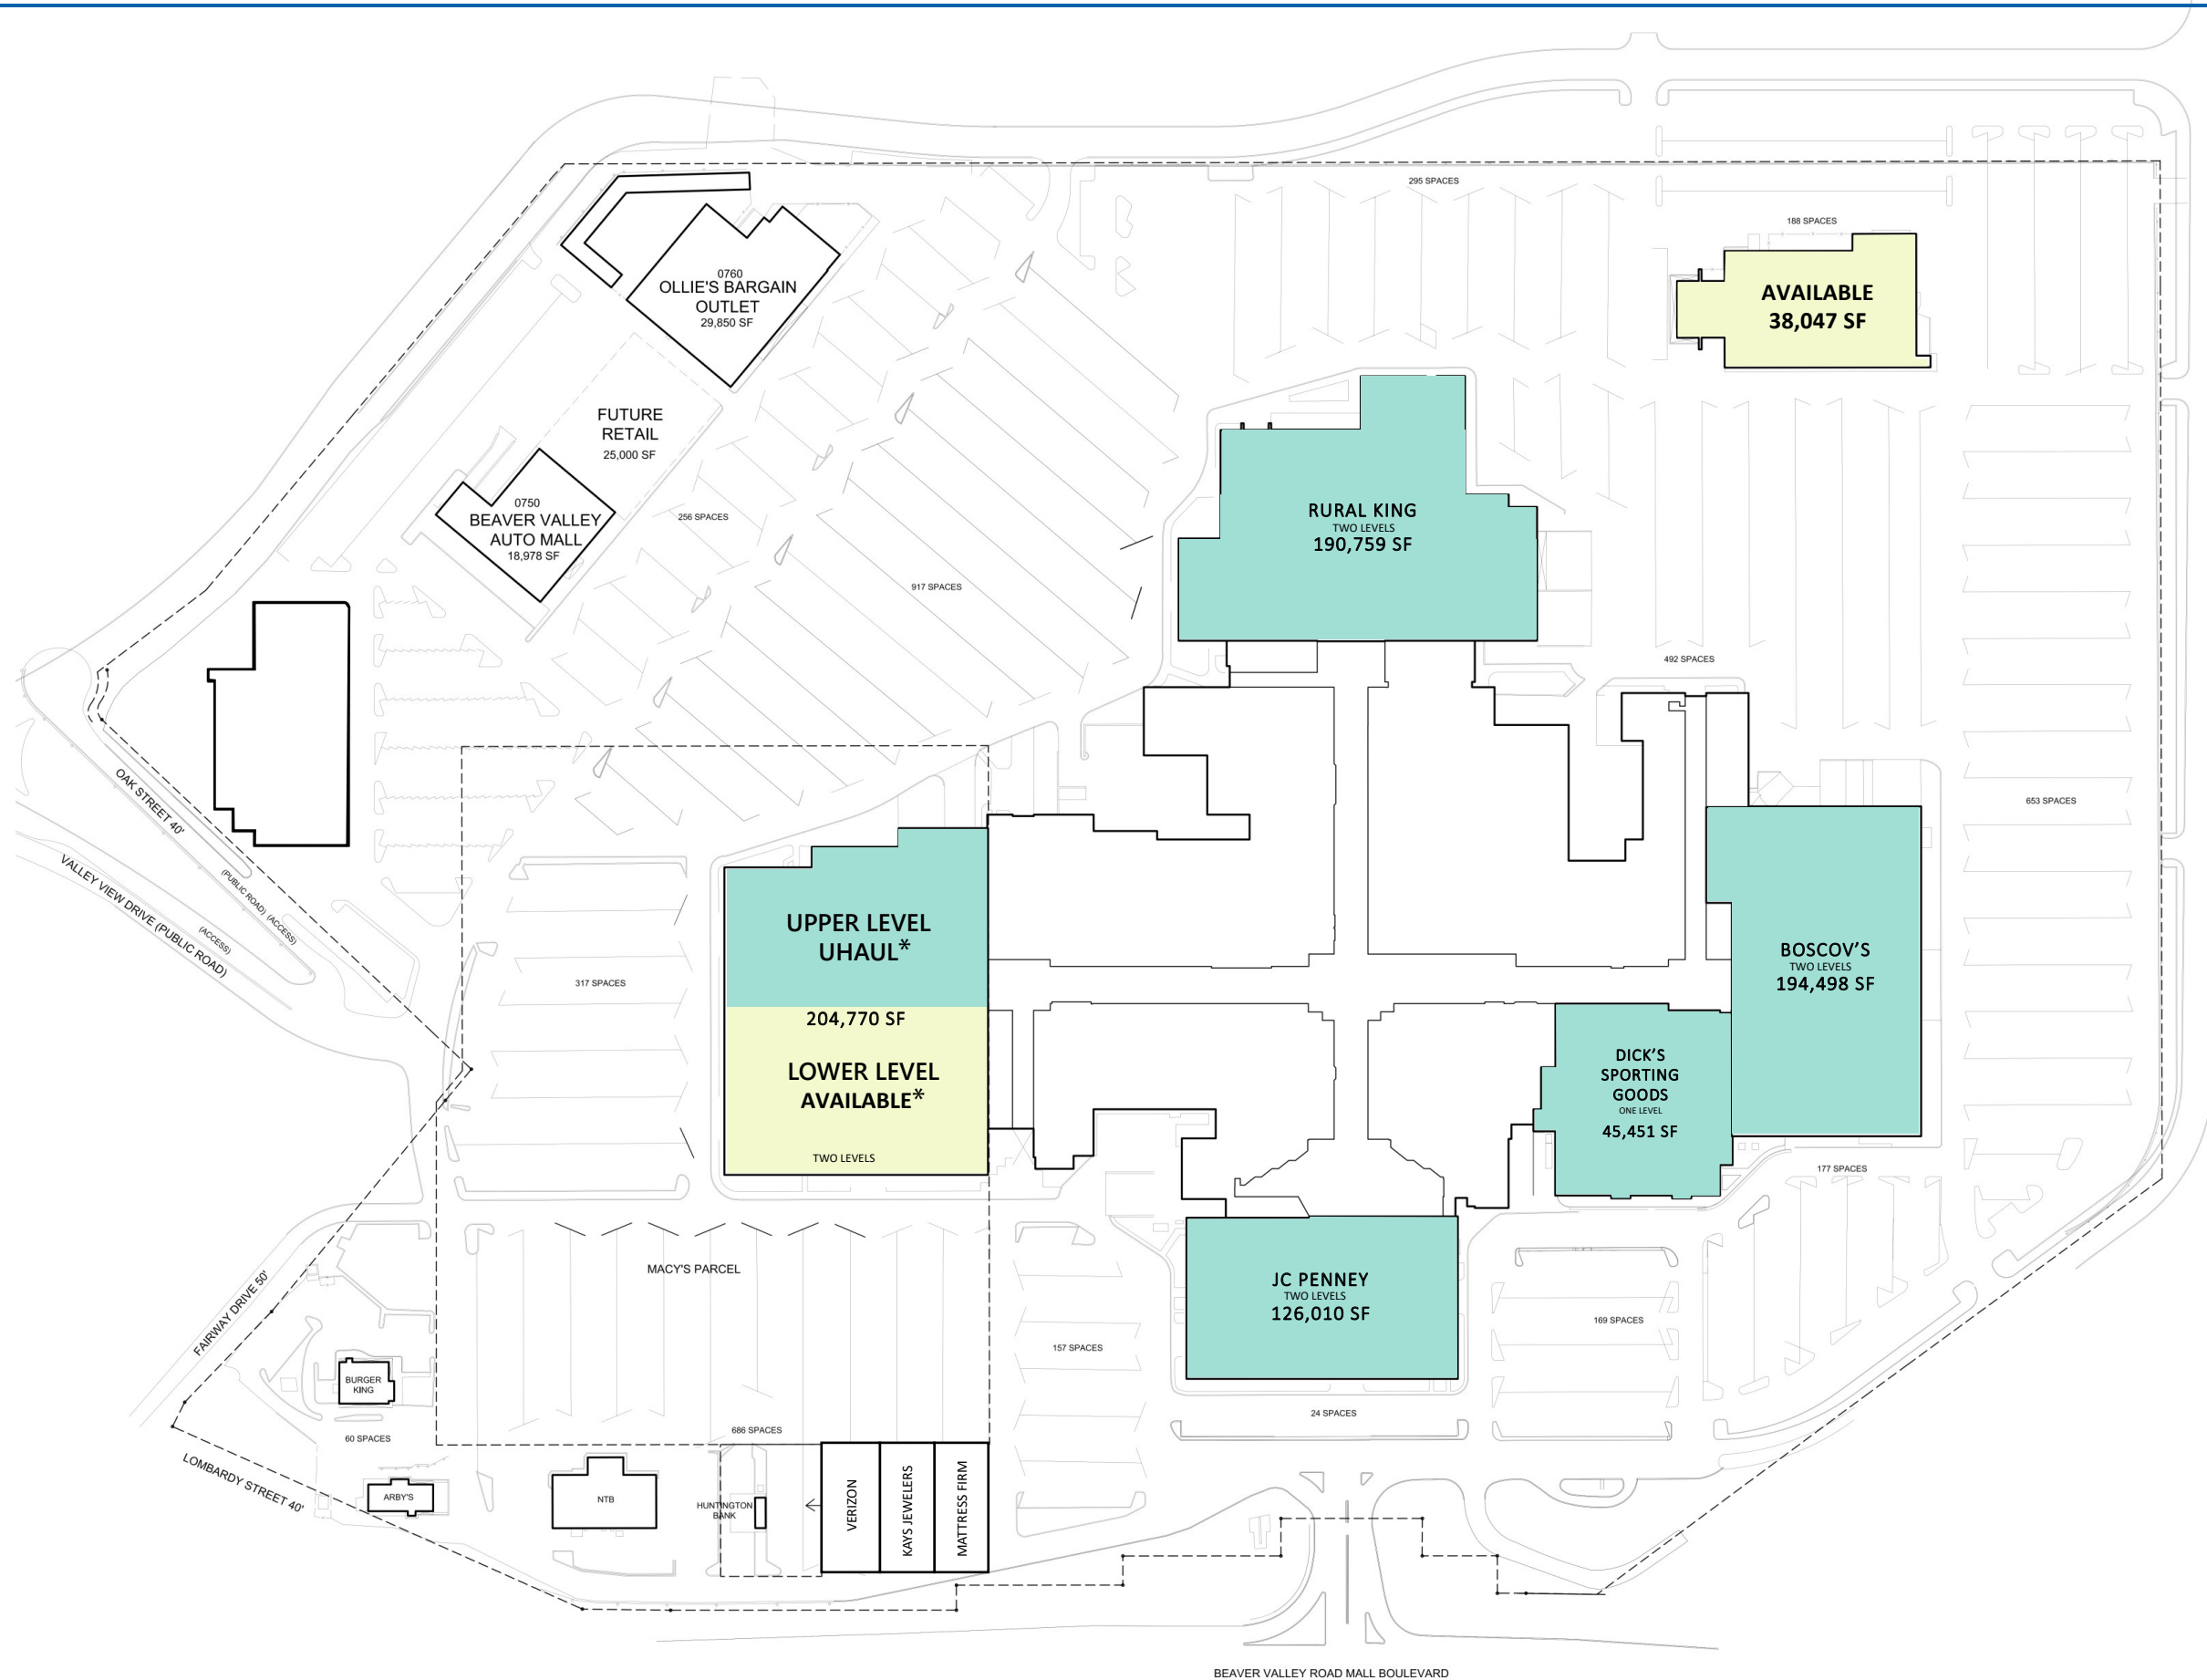 295 SPACES
188 SPACES
0760
OLLIE'S BARGAIN
OUTLET
29,850 SF
AVAILABLE
38,047 SF
FUTURE
RETAIL
25,000 SF
0750
BEAVER VALLEY
AUTO MALL
18,978 SF
256 SPACES
917 SPACES
RURAL KING
TWO LEVELS
190,759 SF
492 SPACES
653 SPACES
OAK STREET 40'
(PUBLIC ROAD)
(ACCESS)
VALLEY VIEW DRIVE (PUBLIC ROAD)
(ACCESS)
317 SPACES
UPPER LEVEL
UHAUL*
204,770 SF
LOWER LEVEL
AVAILABLE*
TWO LEVELS
BOSCOV'S
TWO LEVELS
194,498 SF
DICK'S
SPORTING
GOODS
ONE LEVEL
45,451 SF
177 SPACES
MACY'S PARCEL
JC PENNEY
TWO LEVELS
126,010 SF
FAIRWAY DRIVE 50'
157 SPACES
169 SPACES
BURGER
KING
24 SPACES
60 SPACES
686 SPACES
LOMBARDY STREET 40'
ARBY'S
NTB
HUNTINGTON
BANK
VERIZON
KAYS JEWELERS
MATTRESS FIRM
BEAVER VALLEY ROAD MALL BOULEVARD